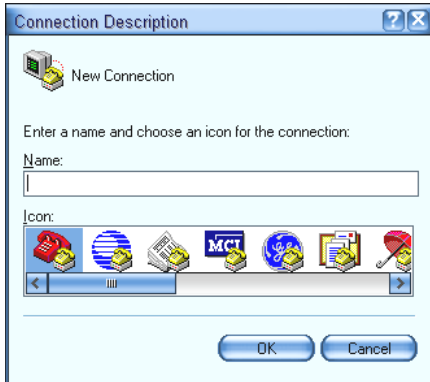 Connection Description
New Connection
Enter a name and choose an icon for the connection:
Name:
Icon:
MCI
OK Cancel